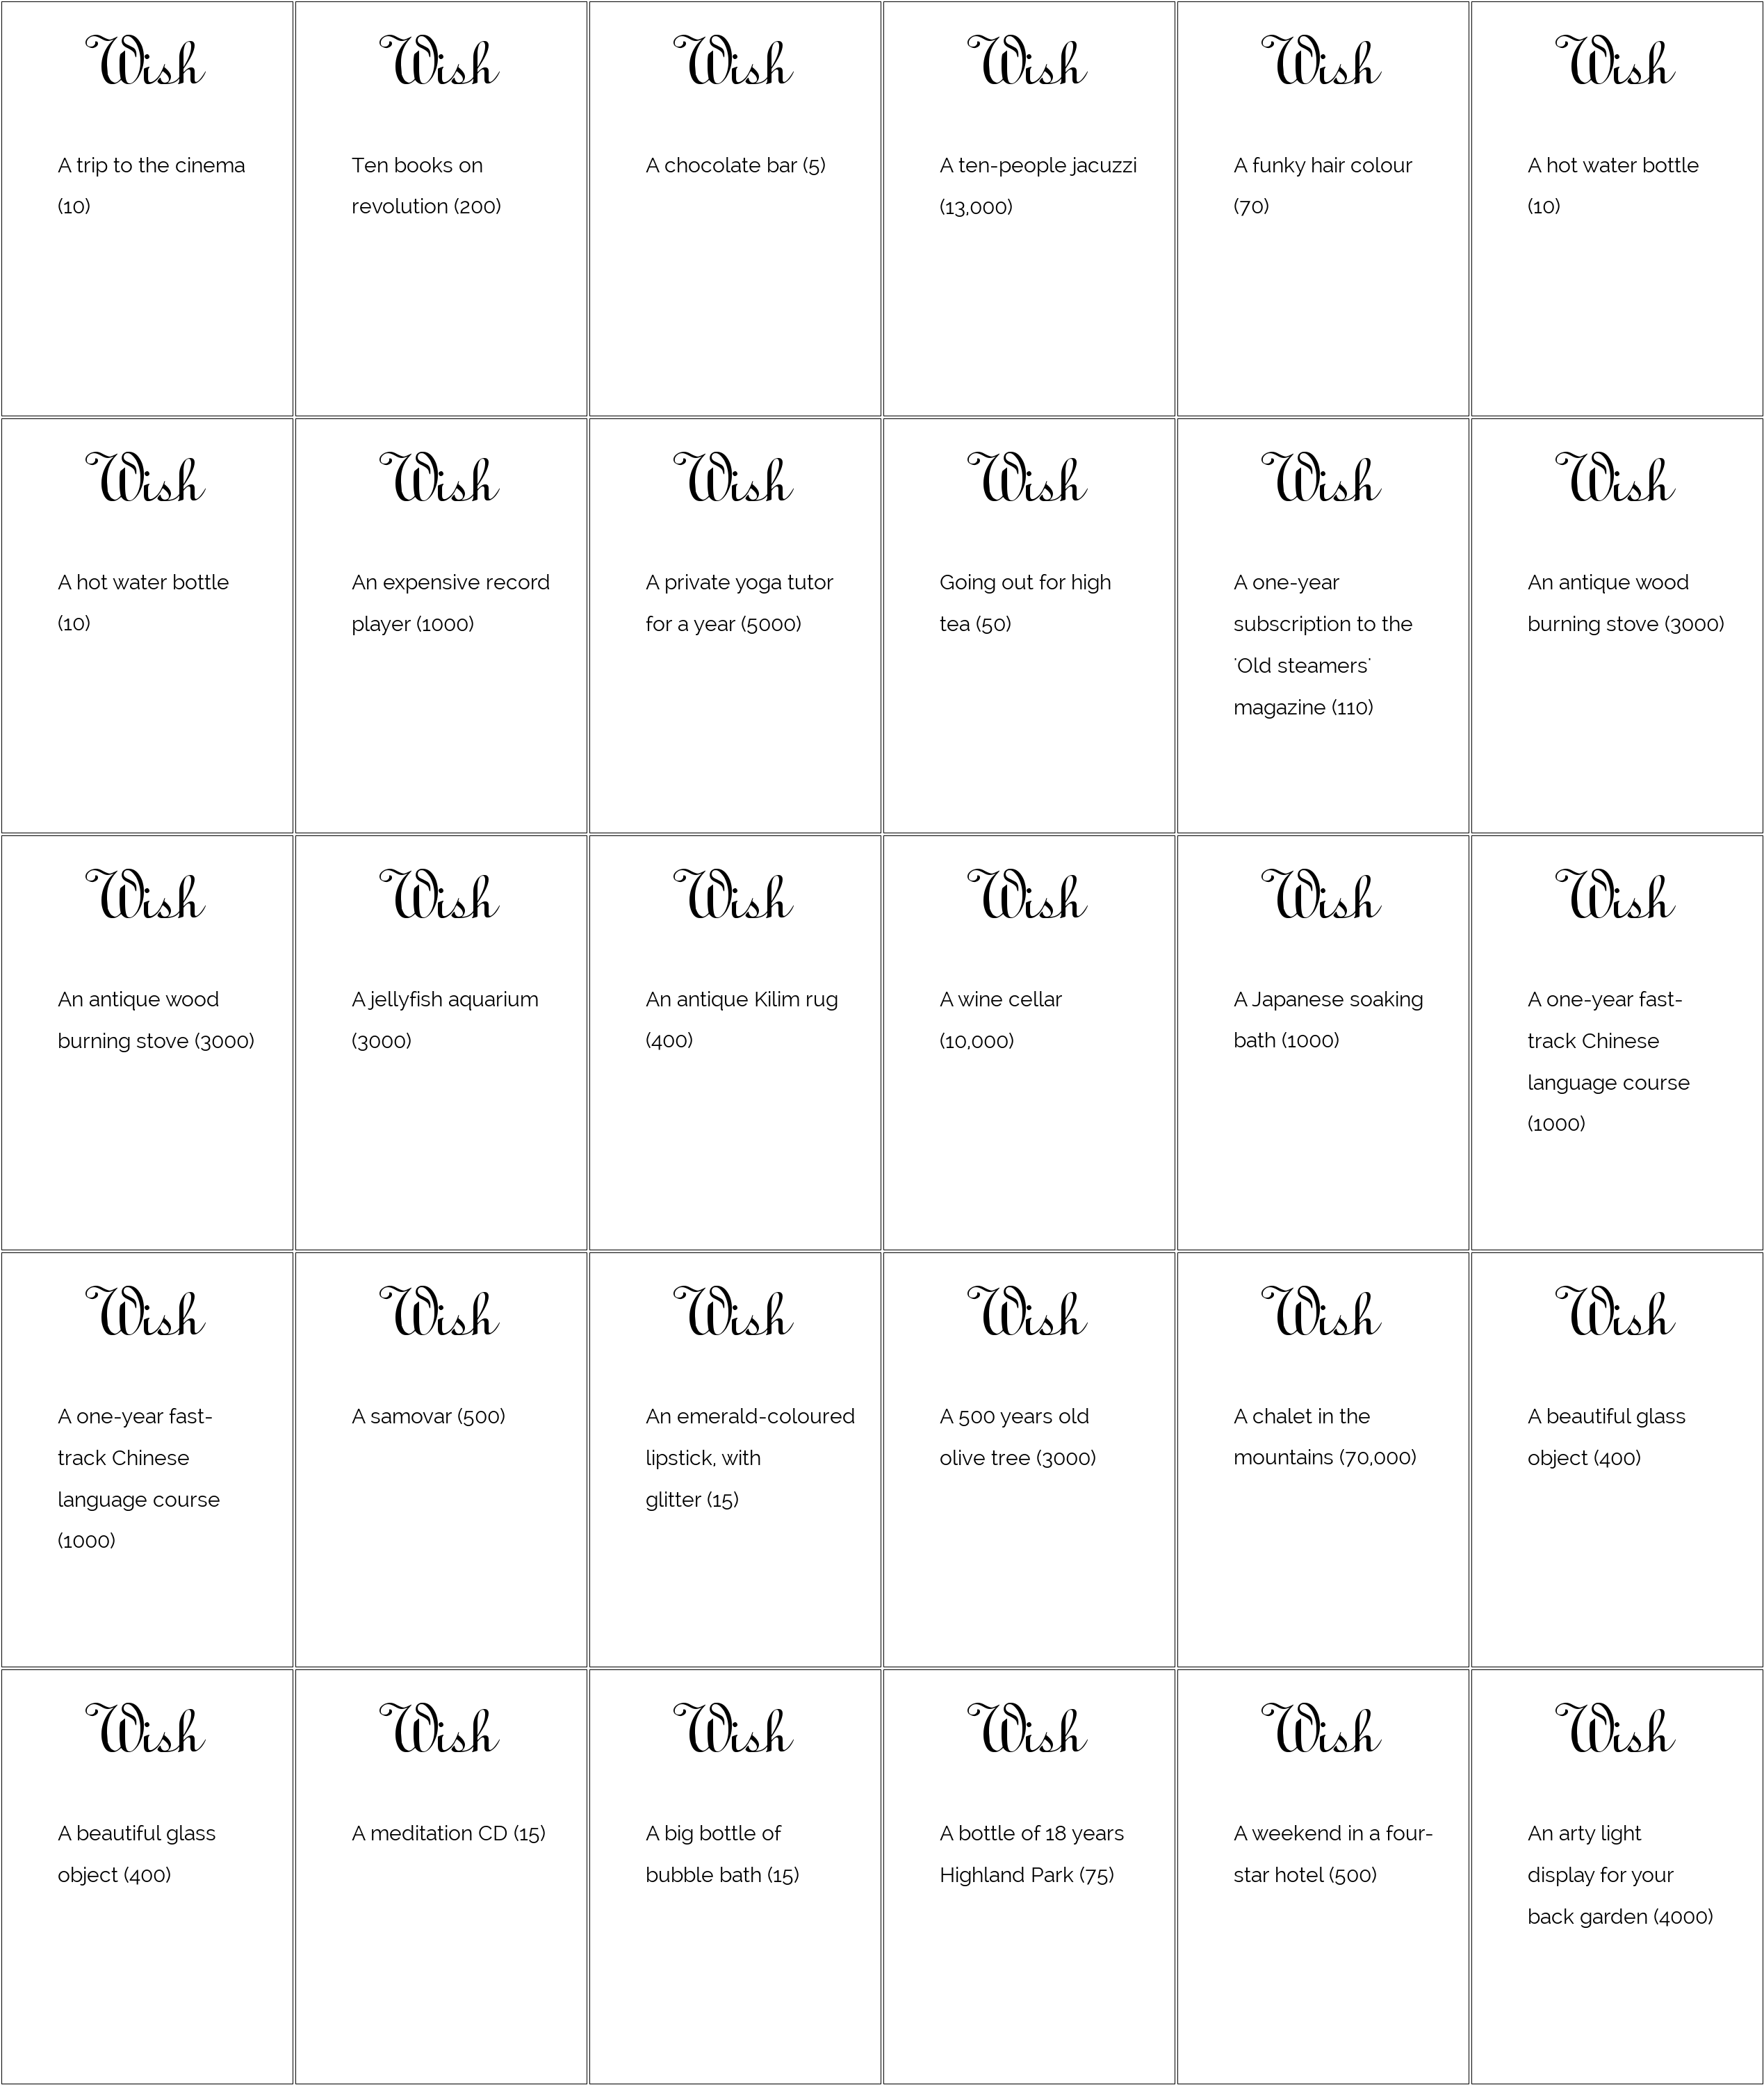 Wish
A trip to the cinema
(10)
Wish
Ten books on
revolution (200)
Wish
A chocolate bar (5)
Wish
A ten-people jacuzzi
(13,000)
Wish
A funky hair colour
(70)
Wish
A hot water bottle
(10)
Wish
A hot water bottle
(10)
Wish
An expensive record
player (1000)
Wish
A private yoga tutor
for a year (5000)
Wish
Going out for high
tea (50)
Wish
A one-year
subscription to the
'Old steamers'
magazine (110)
Wish
An antique wood
burning stove (3000)
Wish
An antique wood
burning stove (3000)
Wish
A jellyfish aquarium
(3000)
Wish
An antique Kilim rug
(400)
Wish
A wine cellar
(10,000)
Wish
A Japanese soaking
bath (1000)
Wish
A one-year fast-
track Chinese
language course
(1000)
Wish
A one-year fast-
track Chinese
language course
(1000)
Wish
A samovar (500)
Wish
An emerald-coloured
lipstick, with
glitter (15)
Wish
A 500 years old
olive tree (3000)
Wish
A chalet in the
mountains (70,000)
Wish
A beautiful glass
object (400)
Wish
A beautiful glass
object (400)
Wish
A meditation CD (15)
Wish
A big bottle of
bubble bath (15)
Wish
A bottle of 18 years
Highland Park (75)
Wish
A weekend in a four-
star hotel (500)
Wish
An arty light
display for your
back garden (4000)